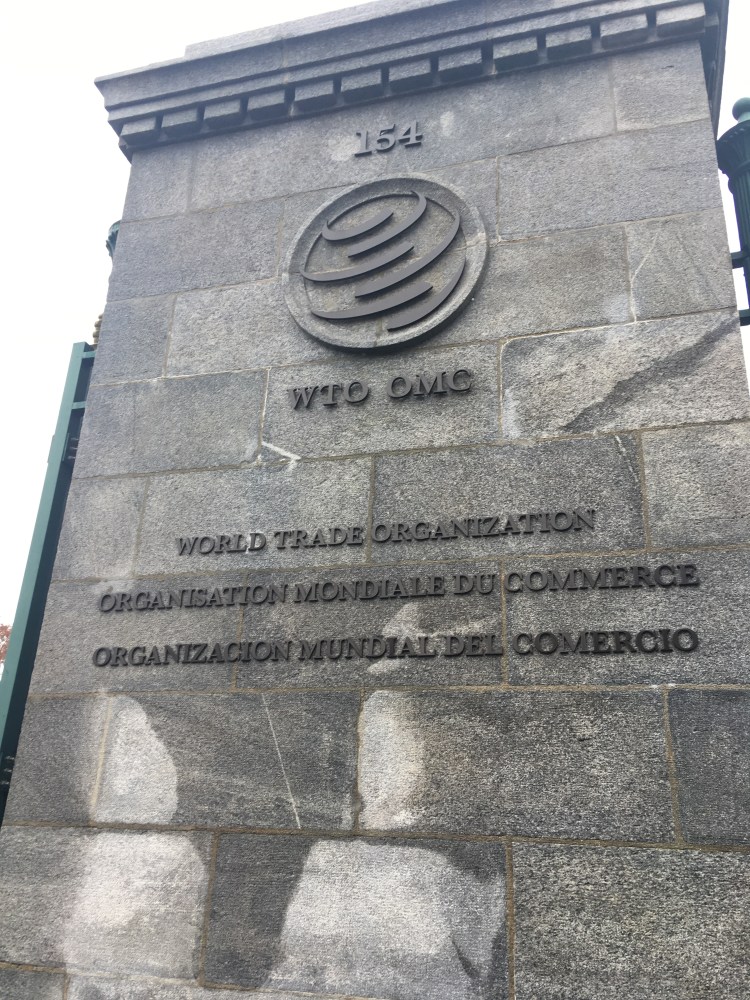 154
WTO OMC
WORLD TRADE ORGANIZATION
ORGANISATION MONDIALE DU COMMERCE
ORGANIZACION MUNDIAL DEL COMERCIO